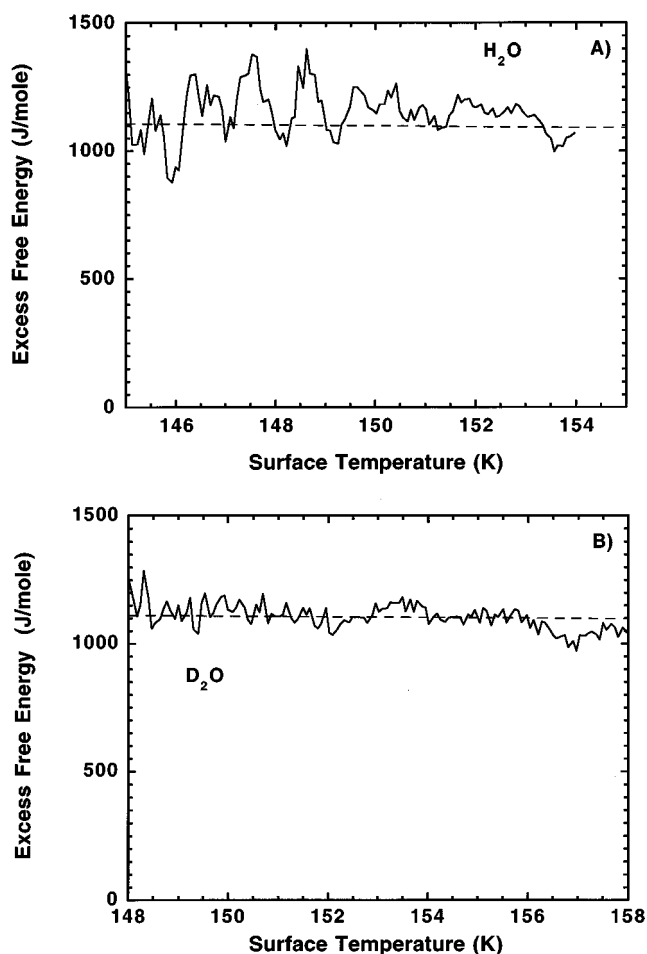 1500
H₂O
A)
Excess Free Energy (J/mole)
1000
500
0
146
148
150
152
154
Surface Temperature (K)
1500
B)
Excess Free Energy (J/mole)
1000
D₂O
500
0
148
150
152
154
156
158
Surface Temperature (K)